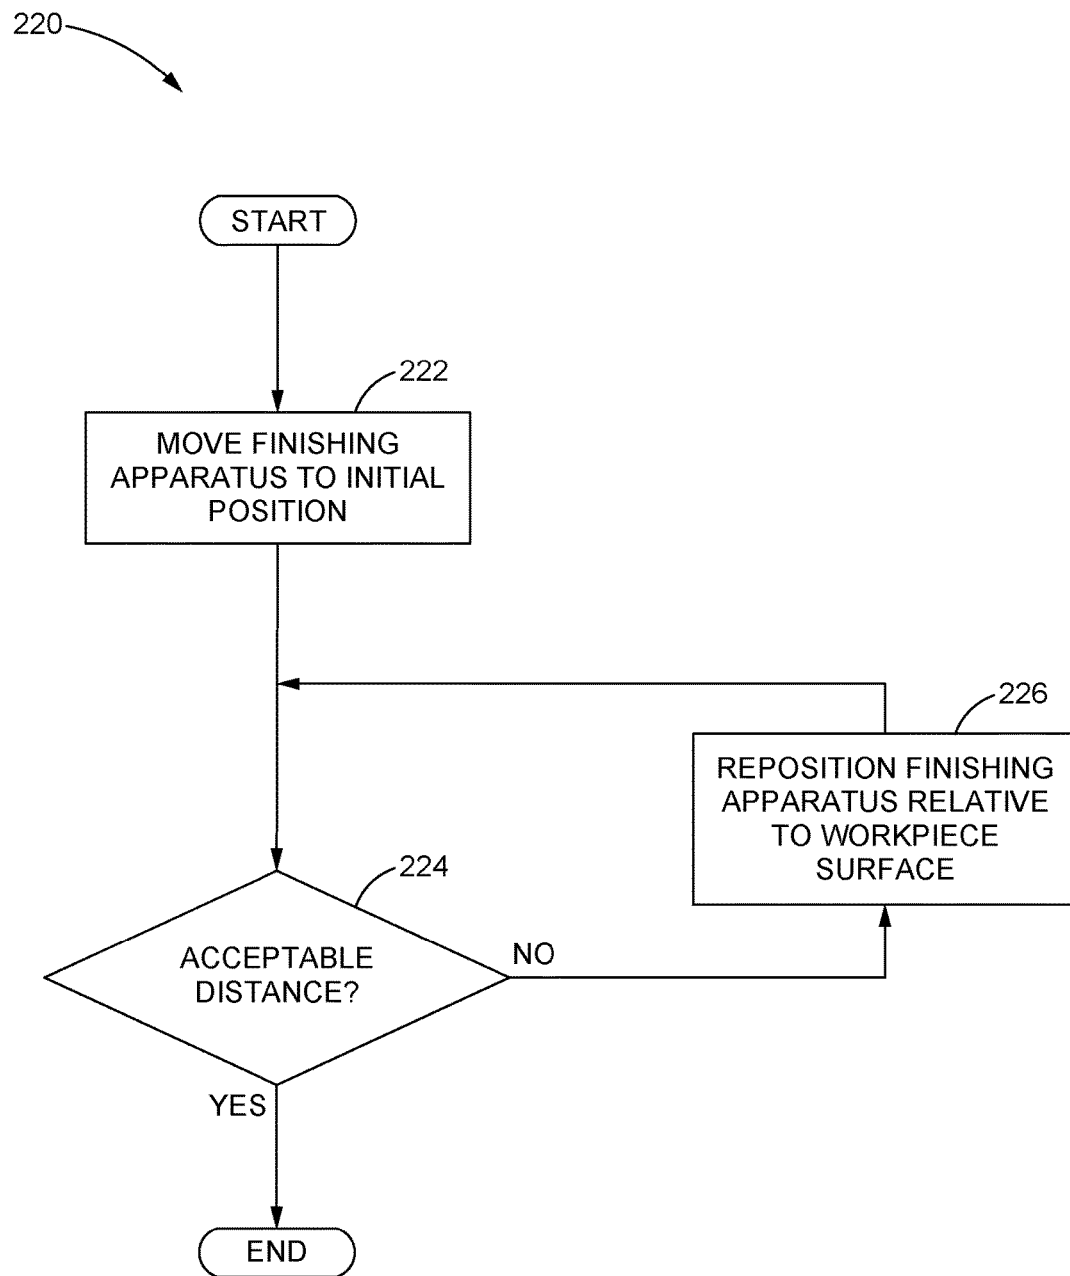 220
START
222
MOVE FINISHING
APPARATUS TO INITIAL
POSITION
226
REPOSITION FINISHING
APPARATUS RELATIVE
TO WORKPIECE
SURFACE
224
ACCEPTABLE
DISTANCE?
NO
YES
END